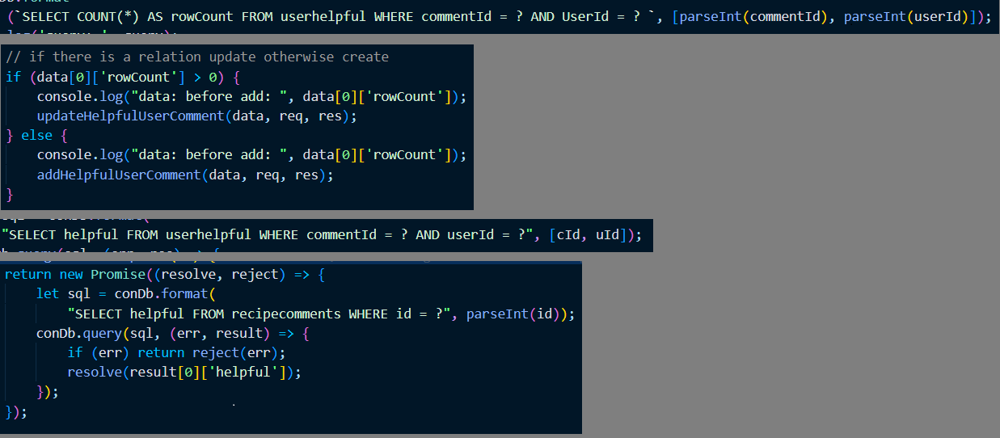 (`SELECT COUNT(*) AS rowCount FROM userhelpful WHERE commentId = ? AND UserId = ? `, [parseInt(commentId), parseInt(userId)]);
// if there is a relation update otherwise create
if (data[0]['rowCount'] > 0) {
console.log("data: before add: ", data[0]['rowCount']);
updateHelpfulUserComment(data, req, res);
} else {
console.log("data: before add: ", data[0]['rowCount']);
addHelpfulUserComment(data, req, res);
}
"SELECT helpful FROM userhelpful WHERE commentId = ? AND userId = ?", [cId, uId]);
return new Promise((resolve, reject) => {
let sql = conDb.format(
"SELECT helpful FROM recipecomments WHERE id = ?", parseInt(id));
conDb.query(sql, (err, result) => {
if (err) return reject(err);
resolve(result[0]['helpful']);
});
});